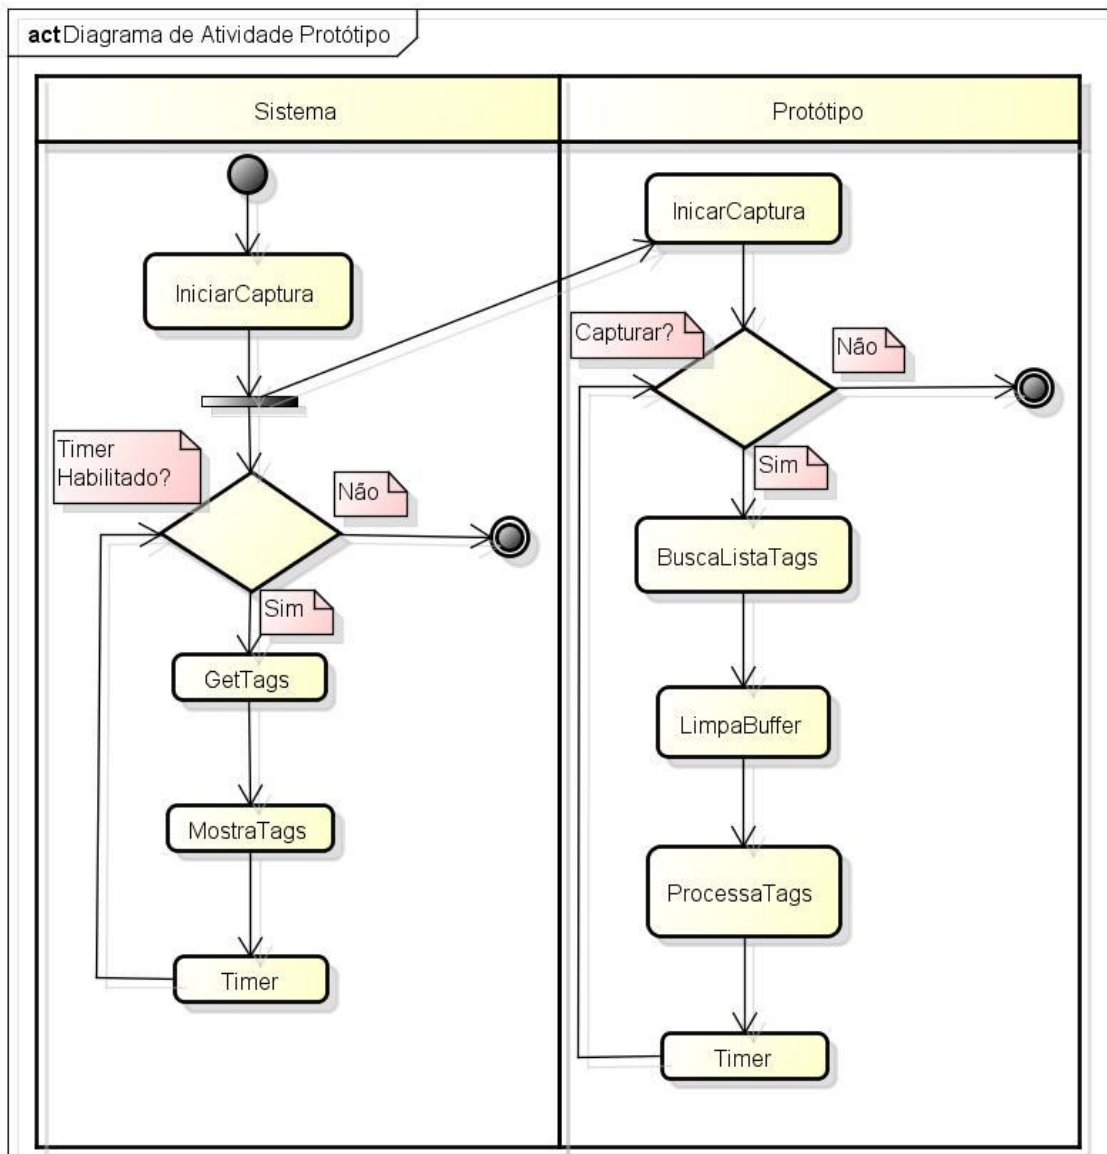 act Diagrama de Atividade Protótipo
Sistema
IniciarCaptura
Timer
Habilitado?
Não
Sim
GetTags
MostraTags
Timer
Protótipo
InicarCaptura
Capturar?
Não
Sim
BuscaListaTags
LimpaBuffer
ProcessaTags
Timer